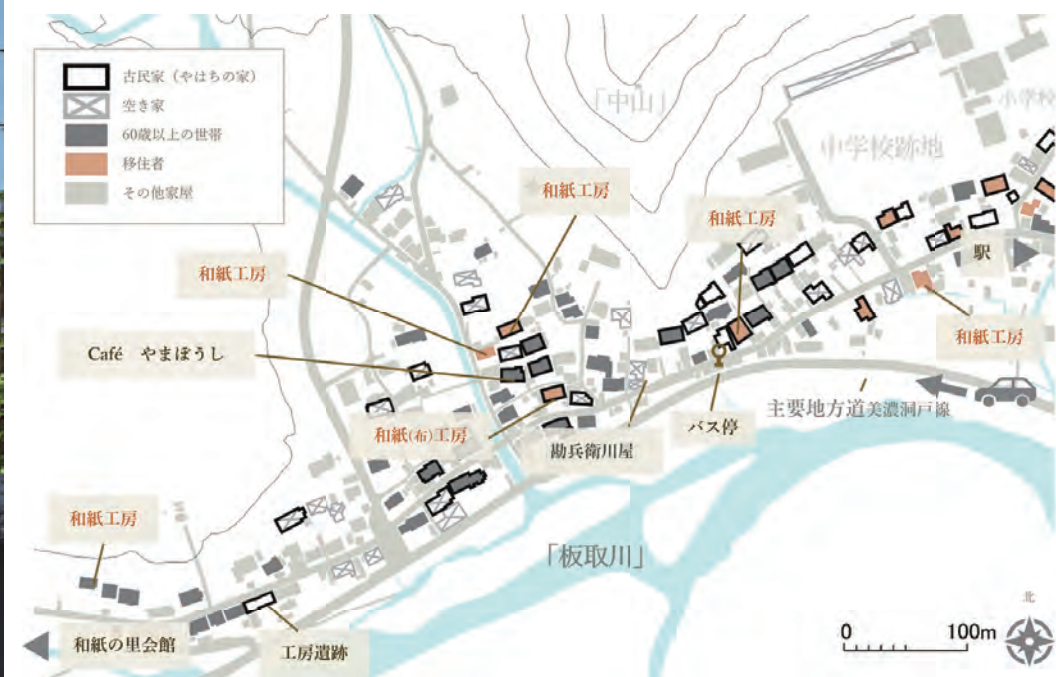 古民家（やはちの家）
空き家
60歳以上の世帯
移住者
その他家屋
「中山」
小学校
中学校跡地
和紙工房
和紙工房
和紙工房
駅
Café やまぼうし
和紙工房
主要地方道美濃洞戸線
バス停
和紙(布)工房
勘兵衛川屋
和紙工房
「板取川」
北
0 100m
和紙の里会館
工房遺跡